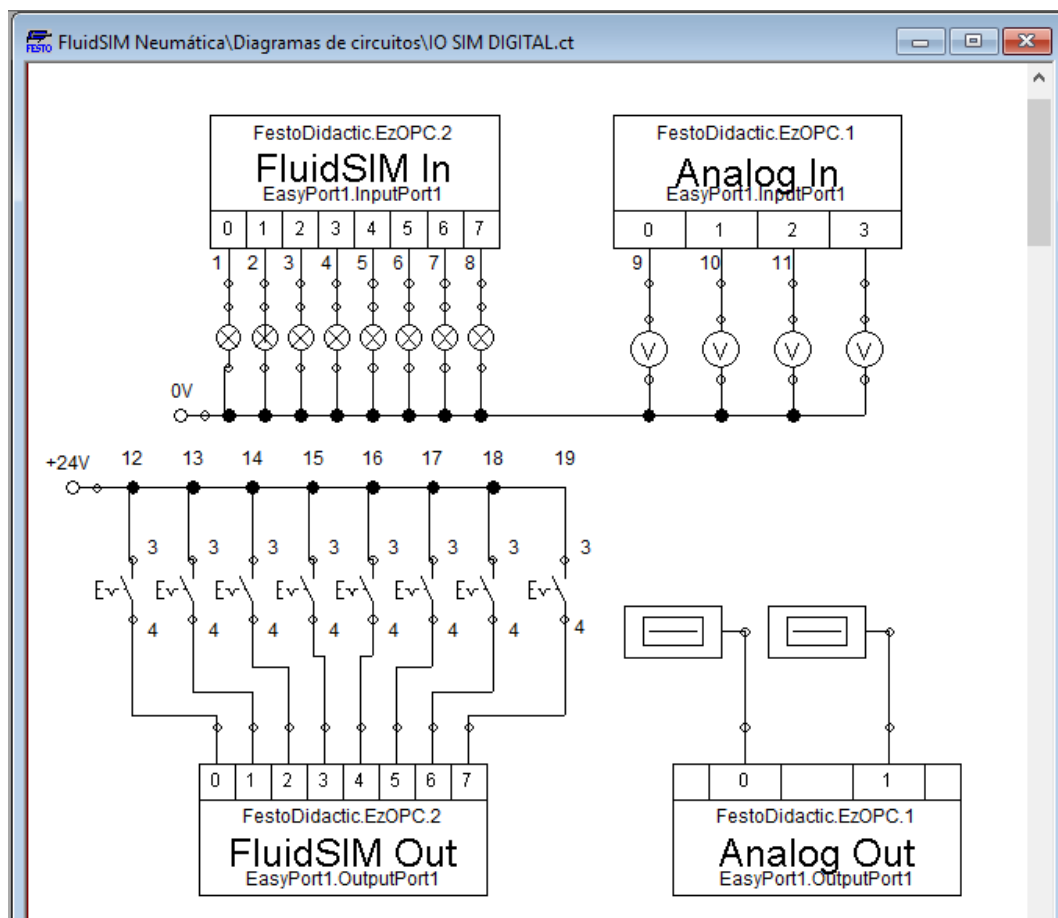 FESTO FluidSIM Neumática\Diagramas de circuitos\IO SIM DIGITAL.ct
FestoDidactic.EzOPC.2
FluidSIM In
EasyPort1.InputPort1
0 1 2 3 4 5 6 7
1 2 3 4 5 6 7 8
FestoDidactic.EzOPC.1
Analog In
EasyPort1.InputPort1
0 1 2 3
9 10 11
V V V V
0V
+24V 12 13 14 15 16 17 18 19
3 3 3 3 3 3 3 3
4 4 4 4 4 4 4 4
0 1 2 3 4 5 6 7
FestoDidactic.EzOPC.2
FluidSIM Out
EasyPort1.OutputPort1
0 1
FestoDidactic.EzOPC.1
Analog Out
EasyPort1.OutputPort1